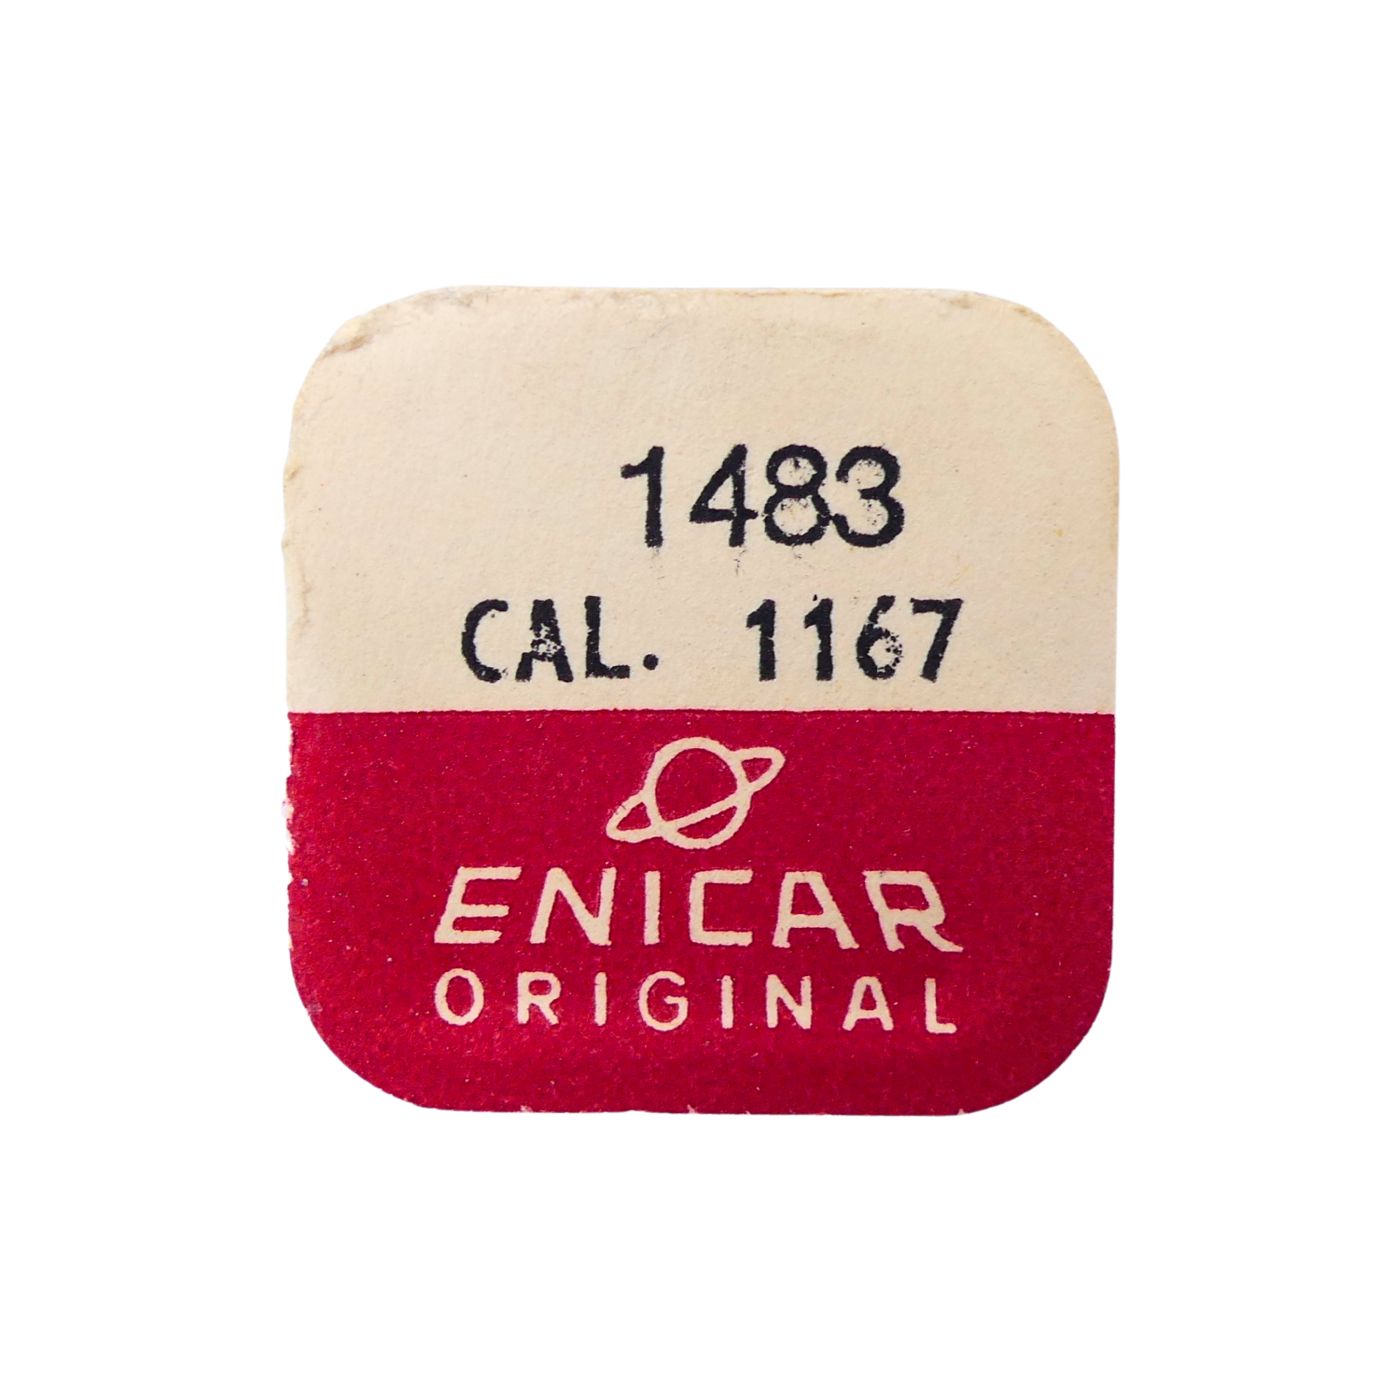 1483
CAL. 1167
ENICAR
ORIGINAL